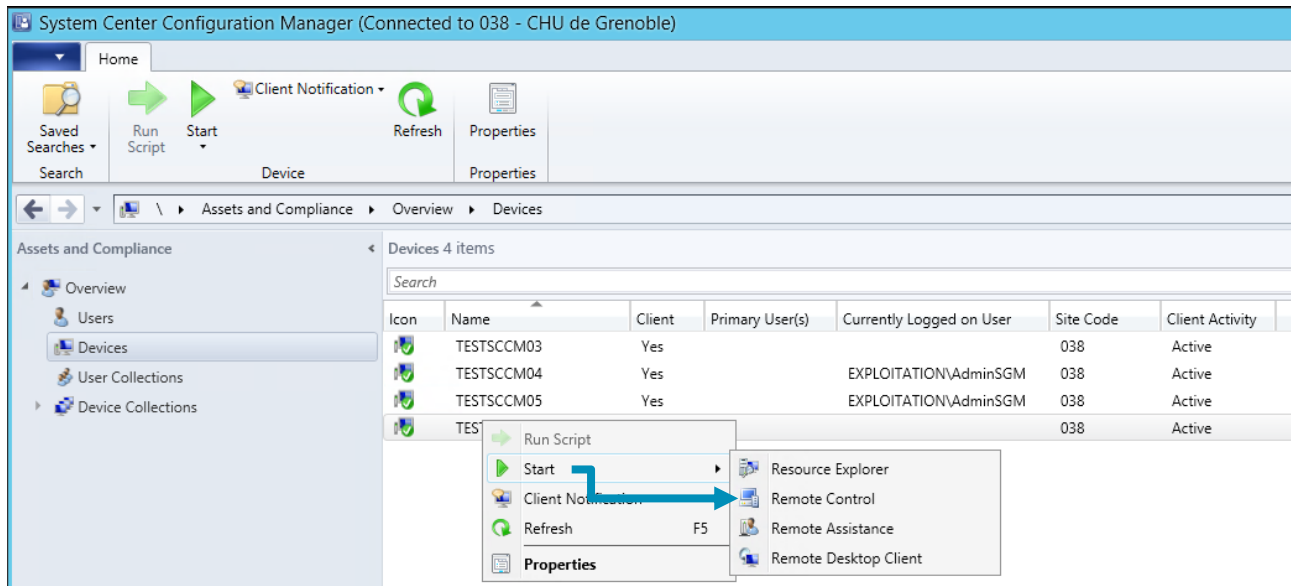 System Center Configuration Manager (Connected to 038 - CHU de Grenoble)
Home
Client Notification
Saved Searches
Run Script
Start
Refresh
Properties
Search
Device
Properties
\ Assets and Compliance Overview Devices
Assets and Compliance
Devices 4 items
Search
Overview
Users
Devices
User Collections
Device Collections
Icon Name Client Primary User(s) Currently Logged on User Site Code Client Activity
TESTSCCM03 Yes 038 Active
TESTSCCM04 Yes EXPLOITATION\AdminSGM 038 Active
TESTSCCM05 Yes EXPLOITATION\AdminSGM 038 Active
TEST 038 Active
Run Script
Start
Client Notification
Refresh F5
Properties
Resource Explorer
Remote Control
Remote Assistance
Remote Desktop Client